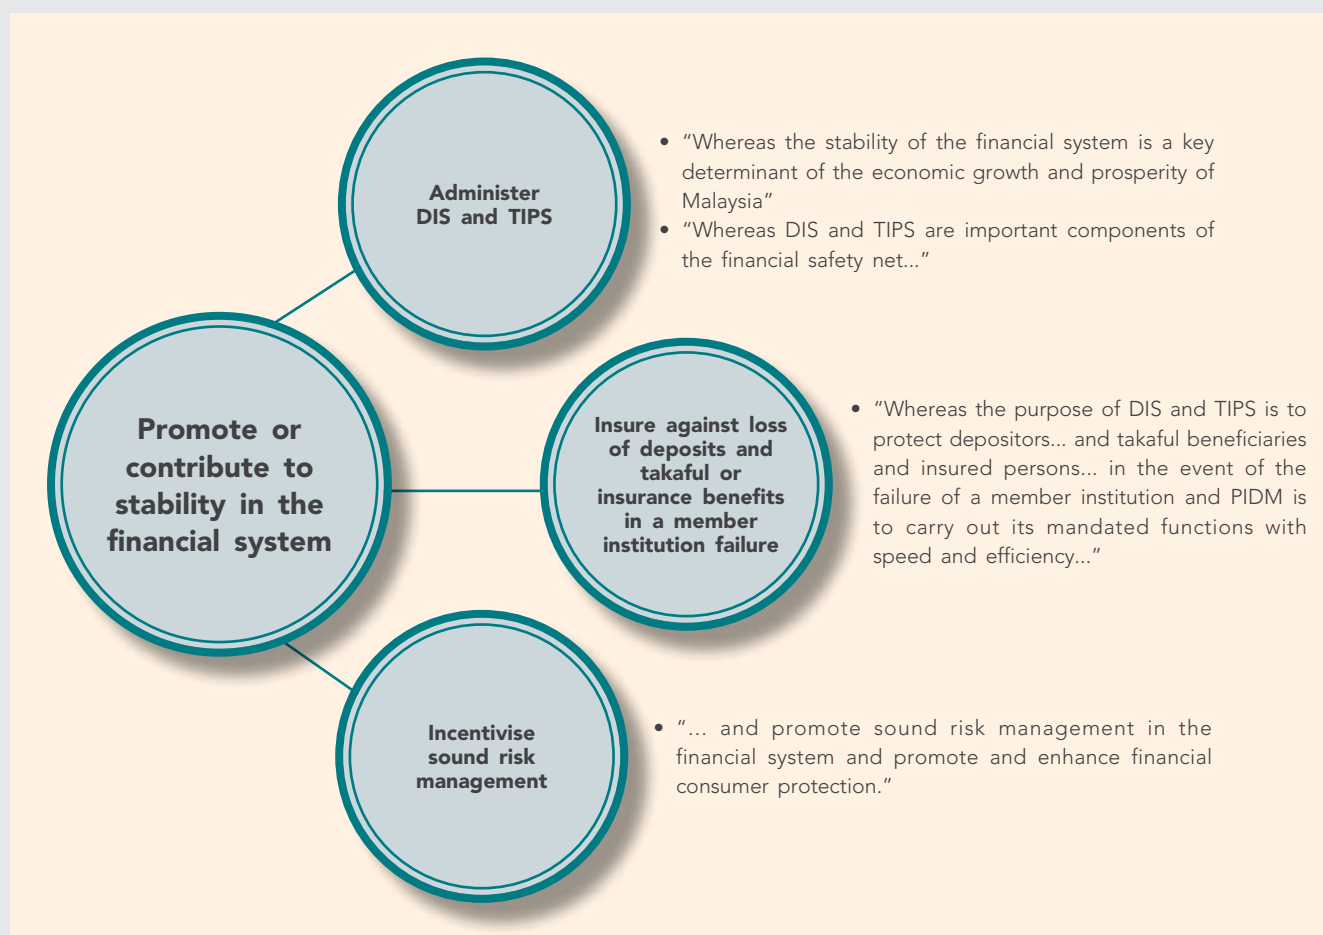 Administer
DIS and TIPS
• “Whereas the stability of the financial system is a key
determinant of the economic growth and prosperity of
Malaysia”
• “Whereas DIS and TIPS are important components of
the financial safety net...”
Promote or
contribute to
stability in the
financial system
Insure against loss
of deposits and
takaful or
insurance benefits
in a member
institution failure
• “Whereas the purpose of DIS and TIPS is to
protect depositors... and takaful beneficiaries
and insured persons... in the event of the
failure of a member institution and PIDM is
to carry out its mandated functions with
speed and efficiency...”
Incentivise
sound risk
management
• “... and promote sound risk management in the
financial system and promote and enhance financial
consumer protection.”